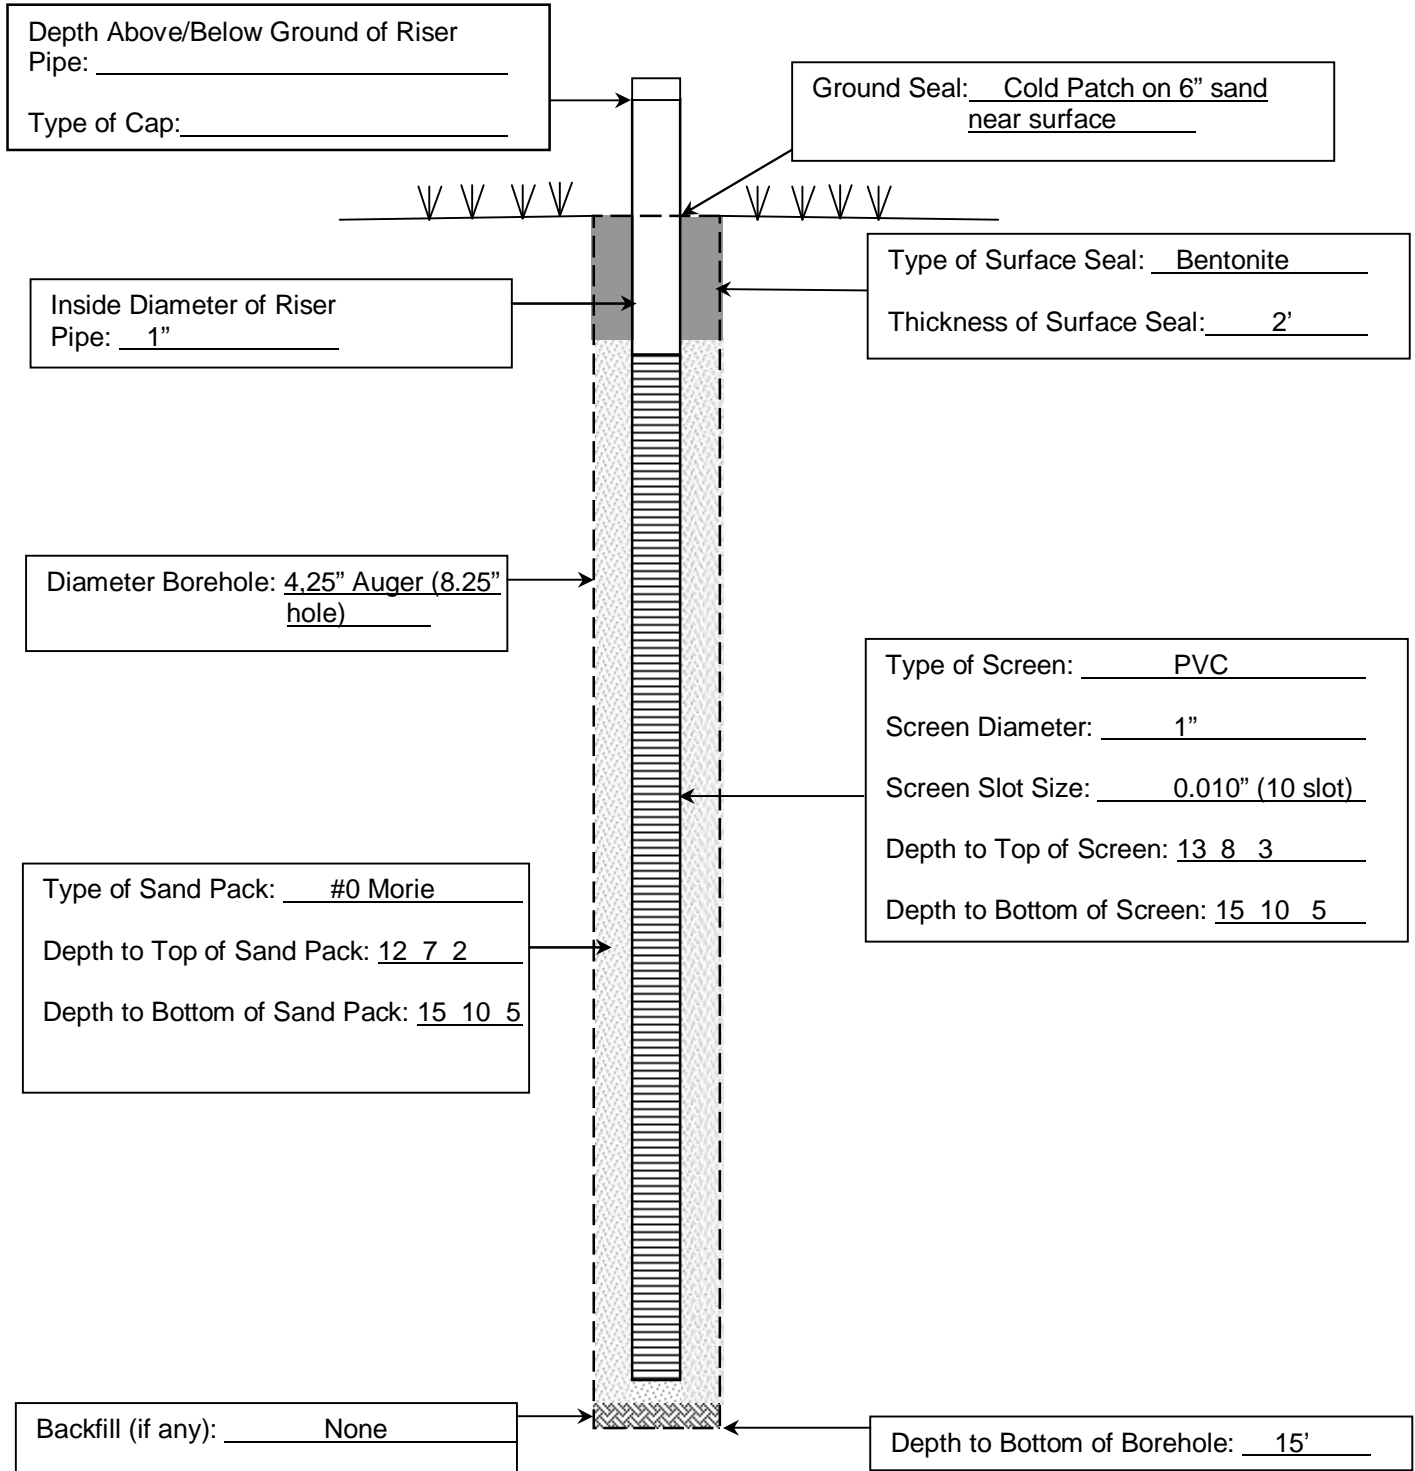 Depth Above/Below Ground of Riser
Pipe:
Type of Cap:
Ground Seal: Cold Patch on 6” sand
near surface
Type of Surface Seal: Bentonite
Thickness of Surface Seal: 2’
Inside Diameter of Riser
Pipe: 1”
Diameter Borehole: 4,25” Auger (8.25”
hole)
Type of Screen: PVC
Screen Diameter: 1”
Screen Slot Size: 0.010” (10 slot)
Depth to Top of Screen: 13 8 3
Depth to Bottom of Screen: 15 10 5
Type of Sand Pack: #0 Morie
Depth to Top of Sand Pack: 12 7 2
Depth to Bottom of Sand Pack: 15 10 5
Backfill (if any): None
Depth to Bottom of Borehole: 15’